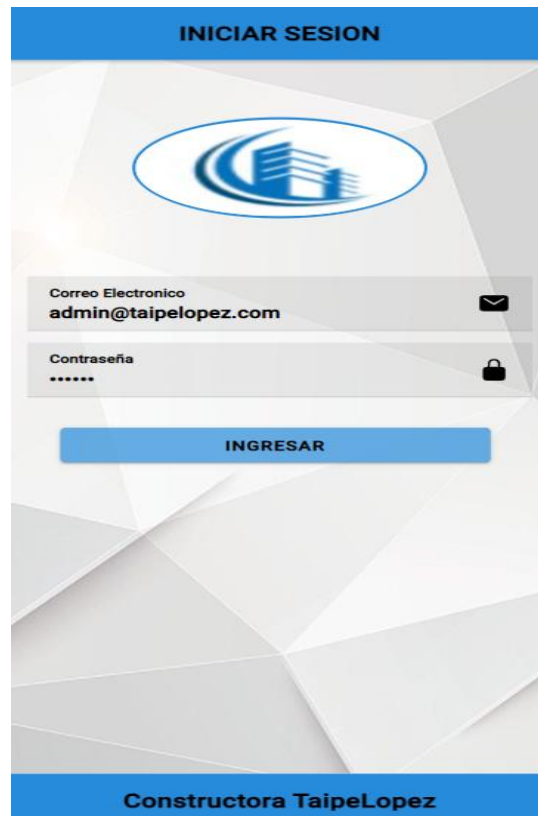 INICIAR SESION
Correo Electronico
admin@taipelopez.com
Contraseña
••••••
INGRESAR
Constructora TaipeLopez